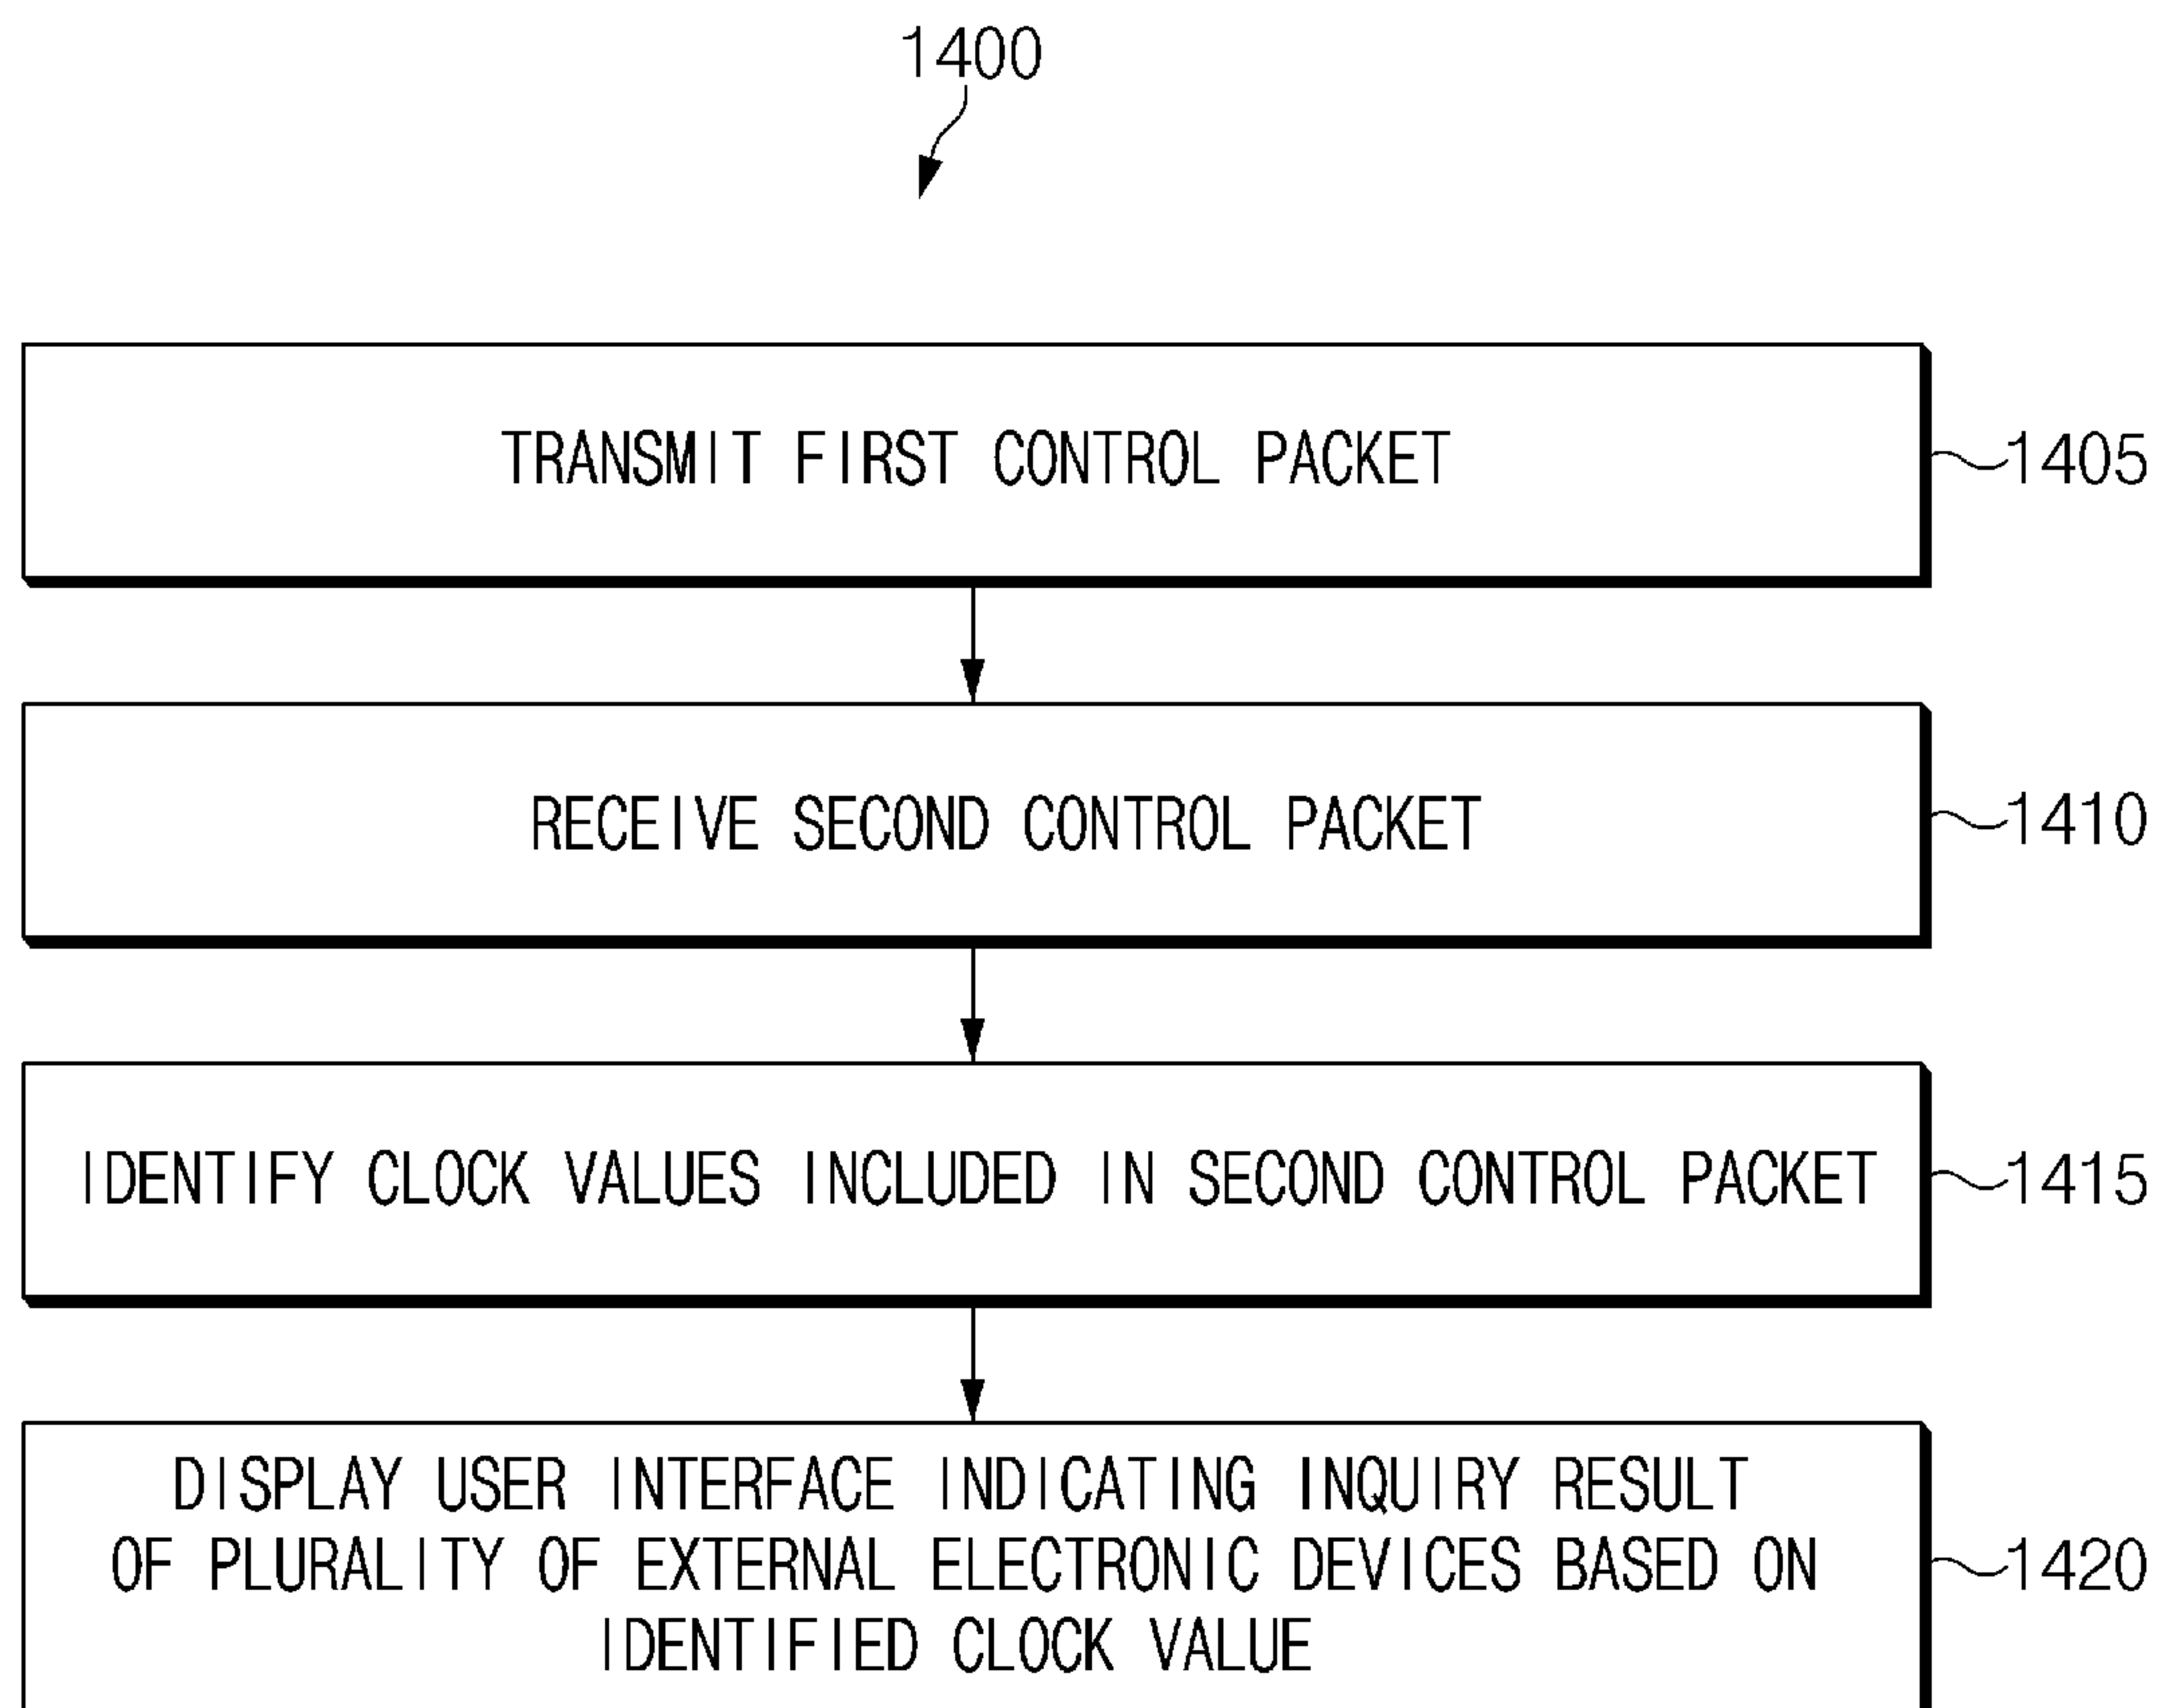 1400
TRANSMIT FIRST CONTROL PACKET
1405
RECEIVE SECOND CONTROL PACKET
1410
IDENTIFY CLOCK VALUES INCLUDED IN SECOND CONTROL PACKET
1415
DISPLAY USER INTERFACE INDICATING INQUIRY RESULT
OF PLURALITY OF EXTERNAL ELECTRONIC DEVICES BASED ON
IDENTIFIED CLOCK VALUE
1420